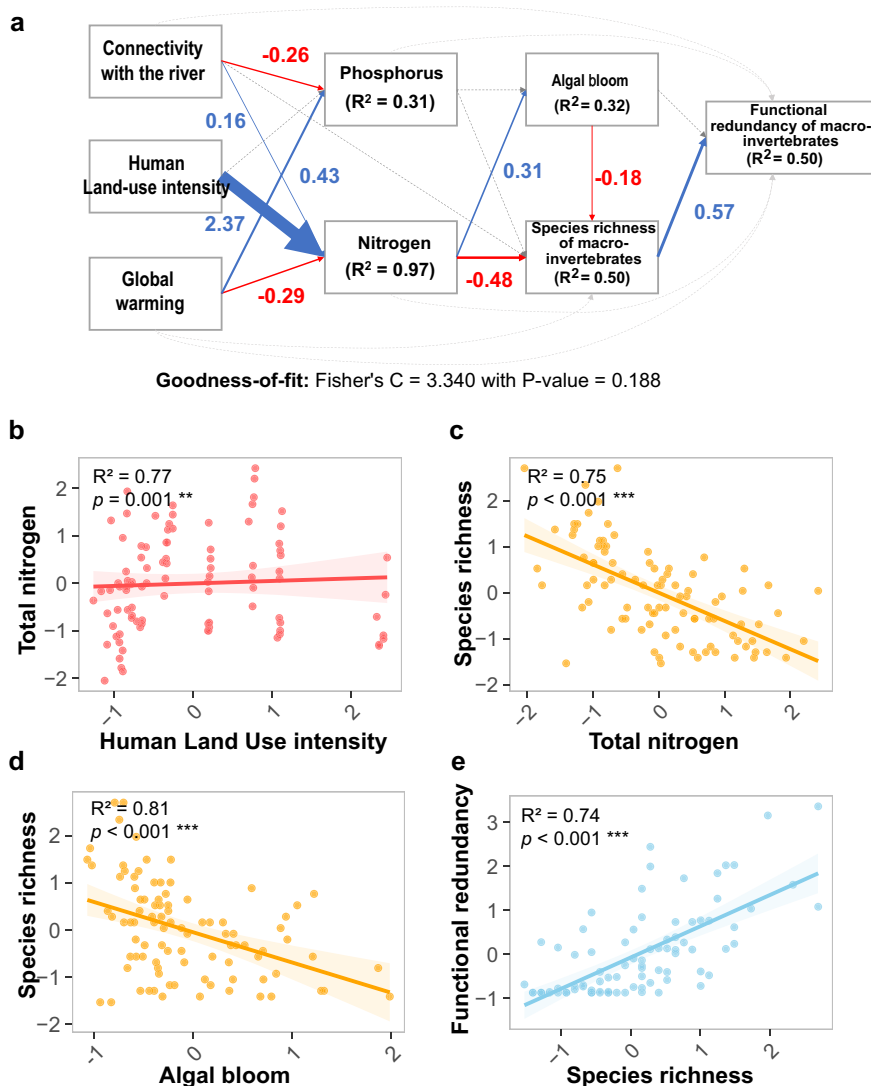 a
Connectivity
with the river
Human
Land-use intensity
Global
warming
-0.26
0.16
0.43
2.37
-0.29
Phosphorus
(R² = 0.31)
Nitrogen
(R² = 0.97)
0.31
-0.48
Algal bloom
(R²= 0.32)
-0.18
Species richness
of macro-
invertebrates
(R²= 0.50)
0.57
Functional
redundancy of macro-
invertebrates
(R²= 0.50)
Goodness-of-fit: Fisher's C = 3.340 with P-value = 0.188
b
R² = 0.77
p = 0.001 **
Total nitrogen
2
1
0
−1
−2
−1
0
1
2
Human Land Use intensity
c
R² = 0.75
p < 0.001 ***
Species richness
2
1
0
−1
−2
−2
−1
0
1
2
Total nitrogen
d
R² = 0.81
p < 0.001 ***
Species richness
2
1
0
−1
−2
−1
0
1
2
Algal bloom
e
R² = 0.74
p < 0.001 ***
Functional redundancy
3
2
1
0
−1
−1
0
1
2
Species richness